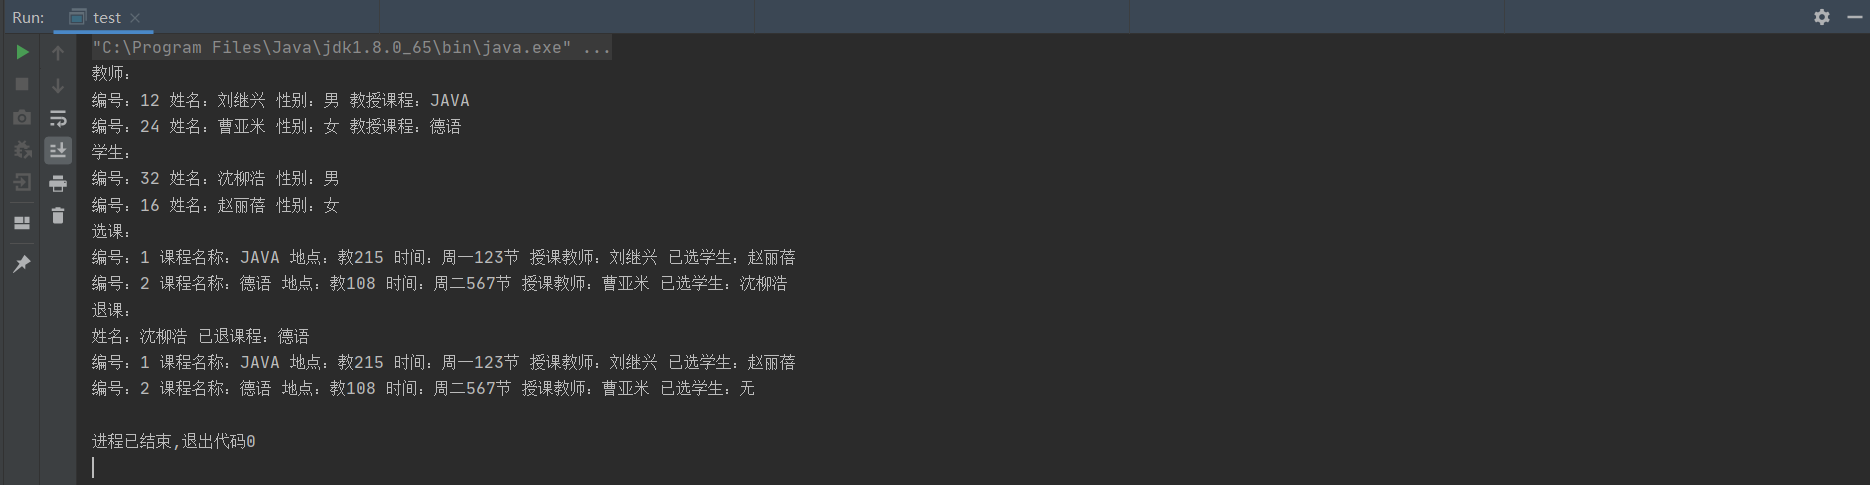 Run: test
"C:\Program Files\Java\jdk1.8.0_65\bin\java.exe" ...
教师：
编号：12 姓名：刘继兴 性别：男 教授课程：JAVA
编号：24 姓名：曹亚米 性别：女 教授课程：德语
学生：
编号：32 姓名：沈柳浩 性别：男
编号：16 姓名：赵丽蓓 性别：女
选课：
编号：1 课程名称：JAVA 地点：教215 时间：周一123节 授课教师：刘继兴 已选学生：赵丽蓓
编号：2 课程名称：德语 地点：教108 时间：周二567节 授课教师：曹亚米 已选学生：沈柳浩
退课：
姓名：沈柳浩 已退课程：德语
编号：1 课程名称：JAVA 地点：教215 时间：周一123节 授课教师：刘继兴 已选学生：赵丽蓓
编号：2 课程名称：德语 地点：教108 时间：周二567节 授课教师：曹亚米 已选学生：无
进程已结束,退出代码0